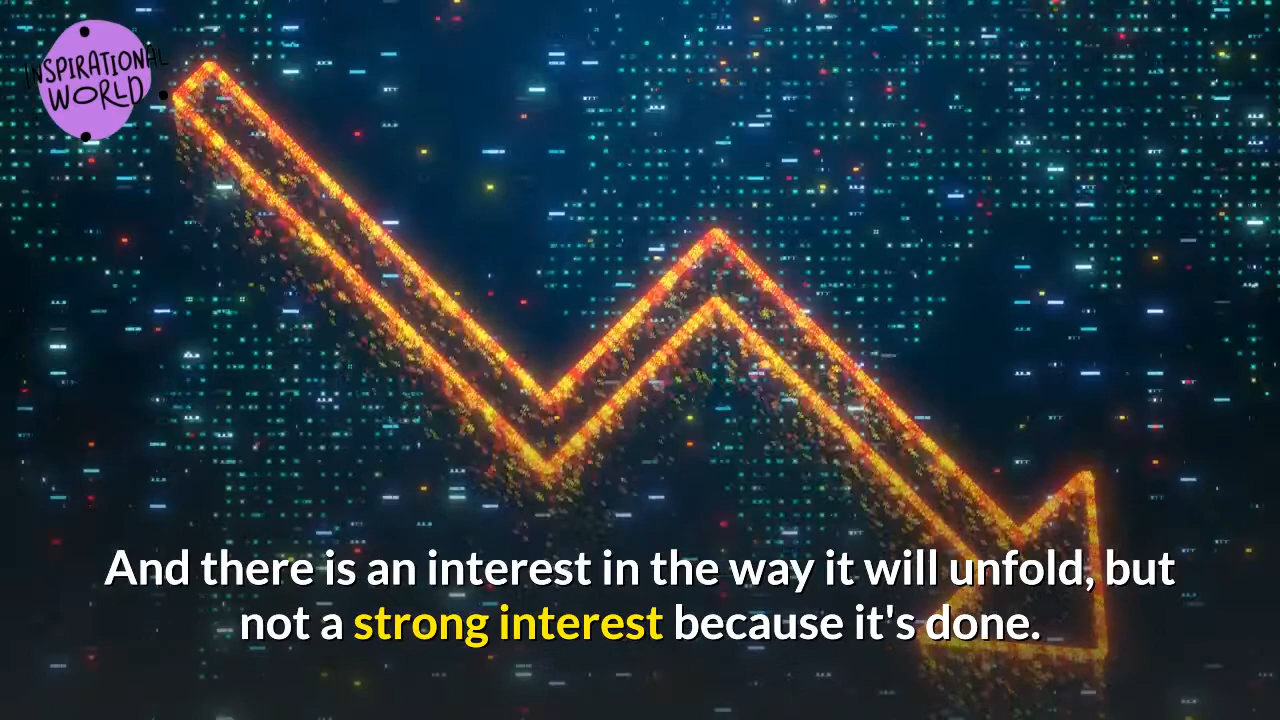 INSPIRATIONAL
WORLD
And there is an interest in the way it will unfold, but
not a strong interest because it's done.